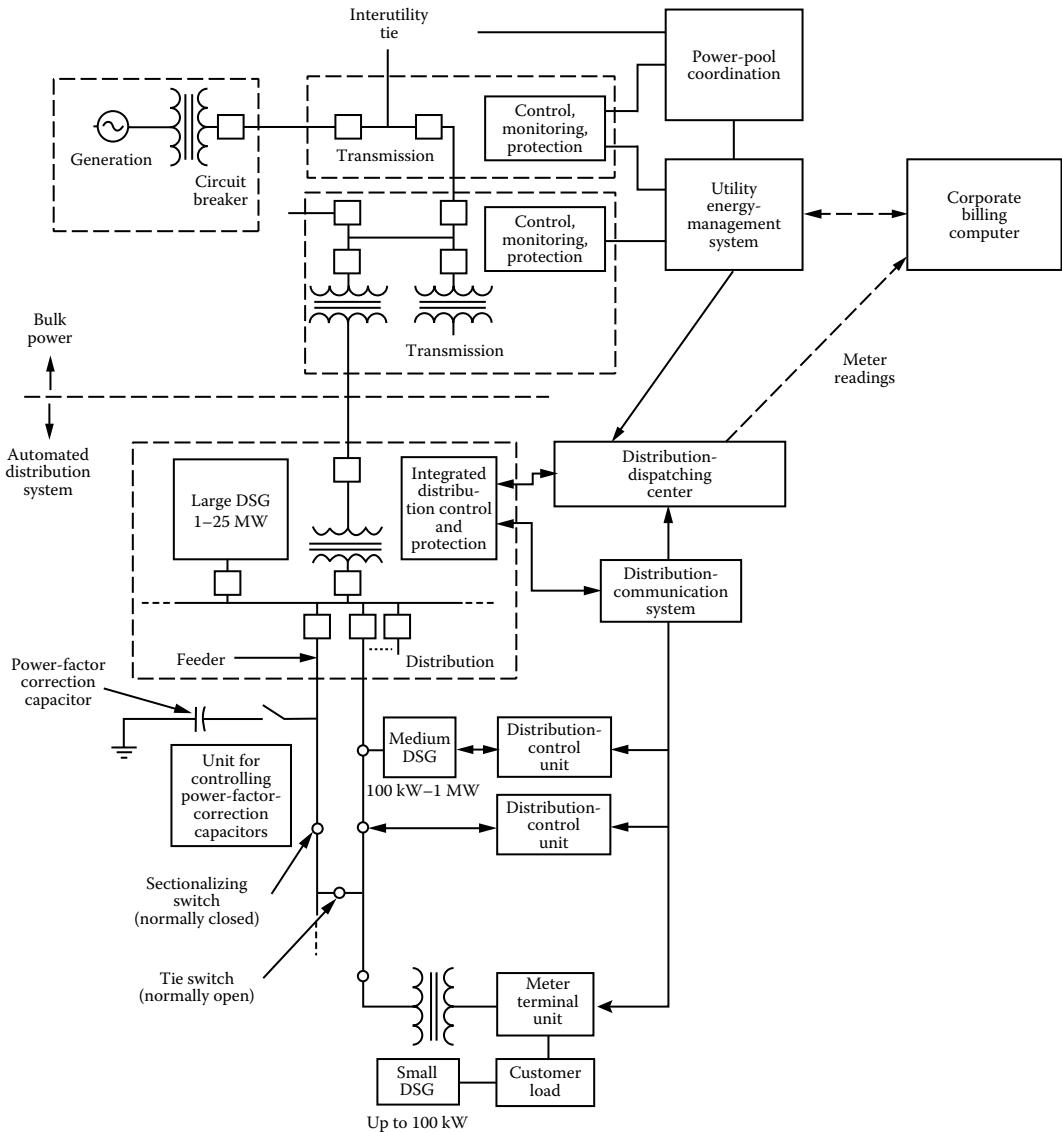 Interutility
tie
Power-pool
coordination
Control,
monitoring,
protection
Generation
Transmission
Circuit
breaker
Utility
energy-
management
system
Corporate
billing
computer
Control,
monitoring,
protection
Transmission
Bulk
power
Meter
readings
Automated
distribution
system
Large DSG
1–25 MW
Integrated
distribu-
tion control
and
protection
Distribution-
dispatching
center
Distribution-
communication
system
Feeder
Distribution
Power-factor
correction
capacitor
Unit for
controlling
power-factor-
correction
capacitors
Medium
DSG
100 kW–1 MW
Distribution-
control
unit
Distribution-
control
unit
Sectionalizing
switch
(normally closed)
Tie switch
(normally open)
Meter
terminal
unit
Small
DSG
Up to 100 kW
Customer
load